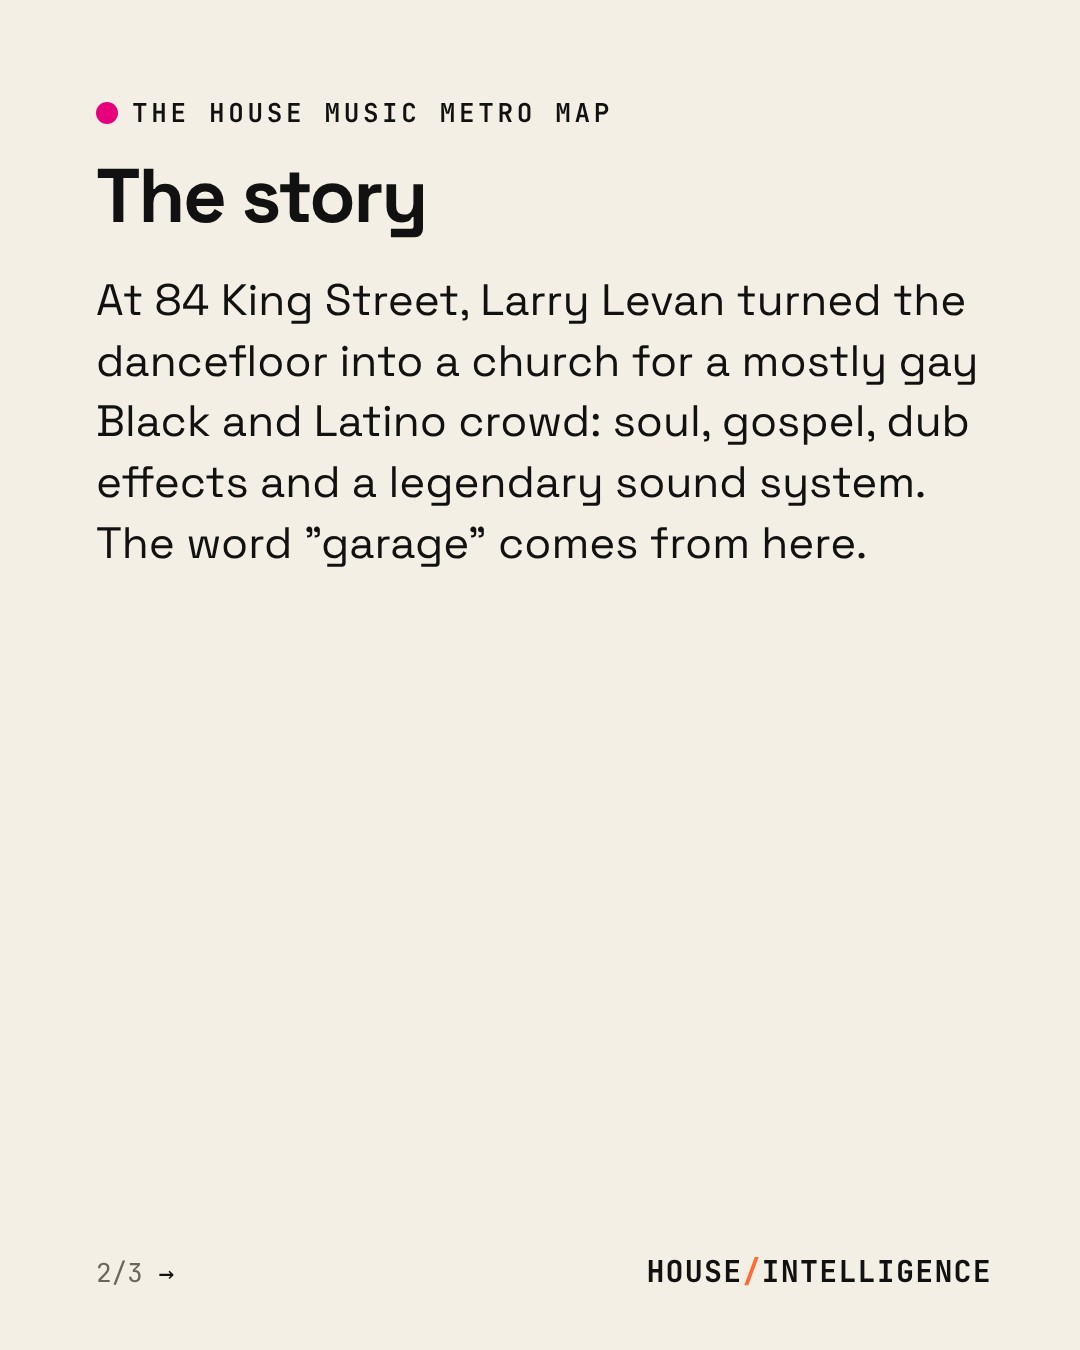 THE HOUSE MUSIC METRO MAP
The story
At 84 King Street, Larry Levan turned the
dancefloor into a church for a mostly gay
Black and Latino crowd: soul, gospel, dub
effects and a legendary sound system.
The word ”garage” comes from here.
2/3 →
HOUSE/INTELLIGENCE